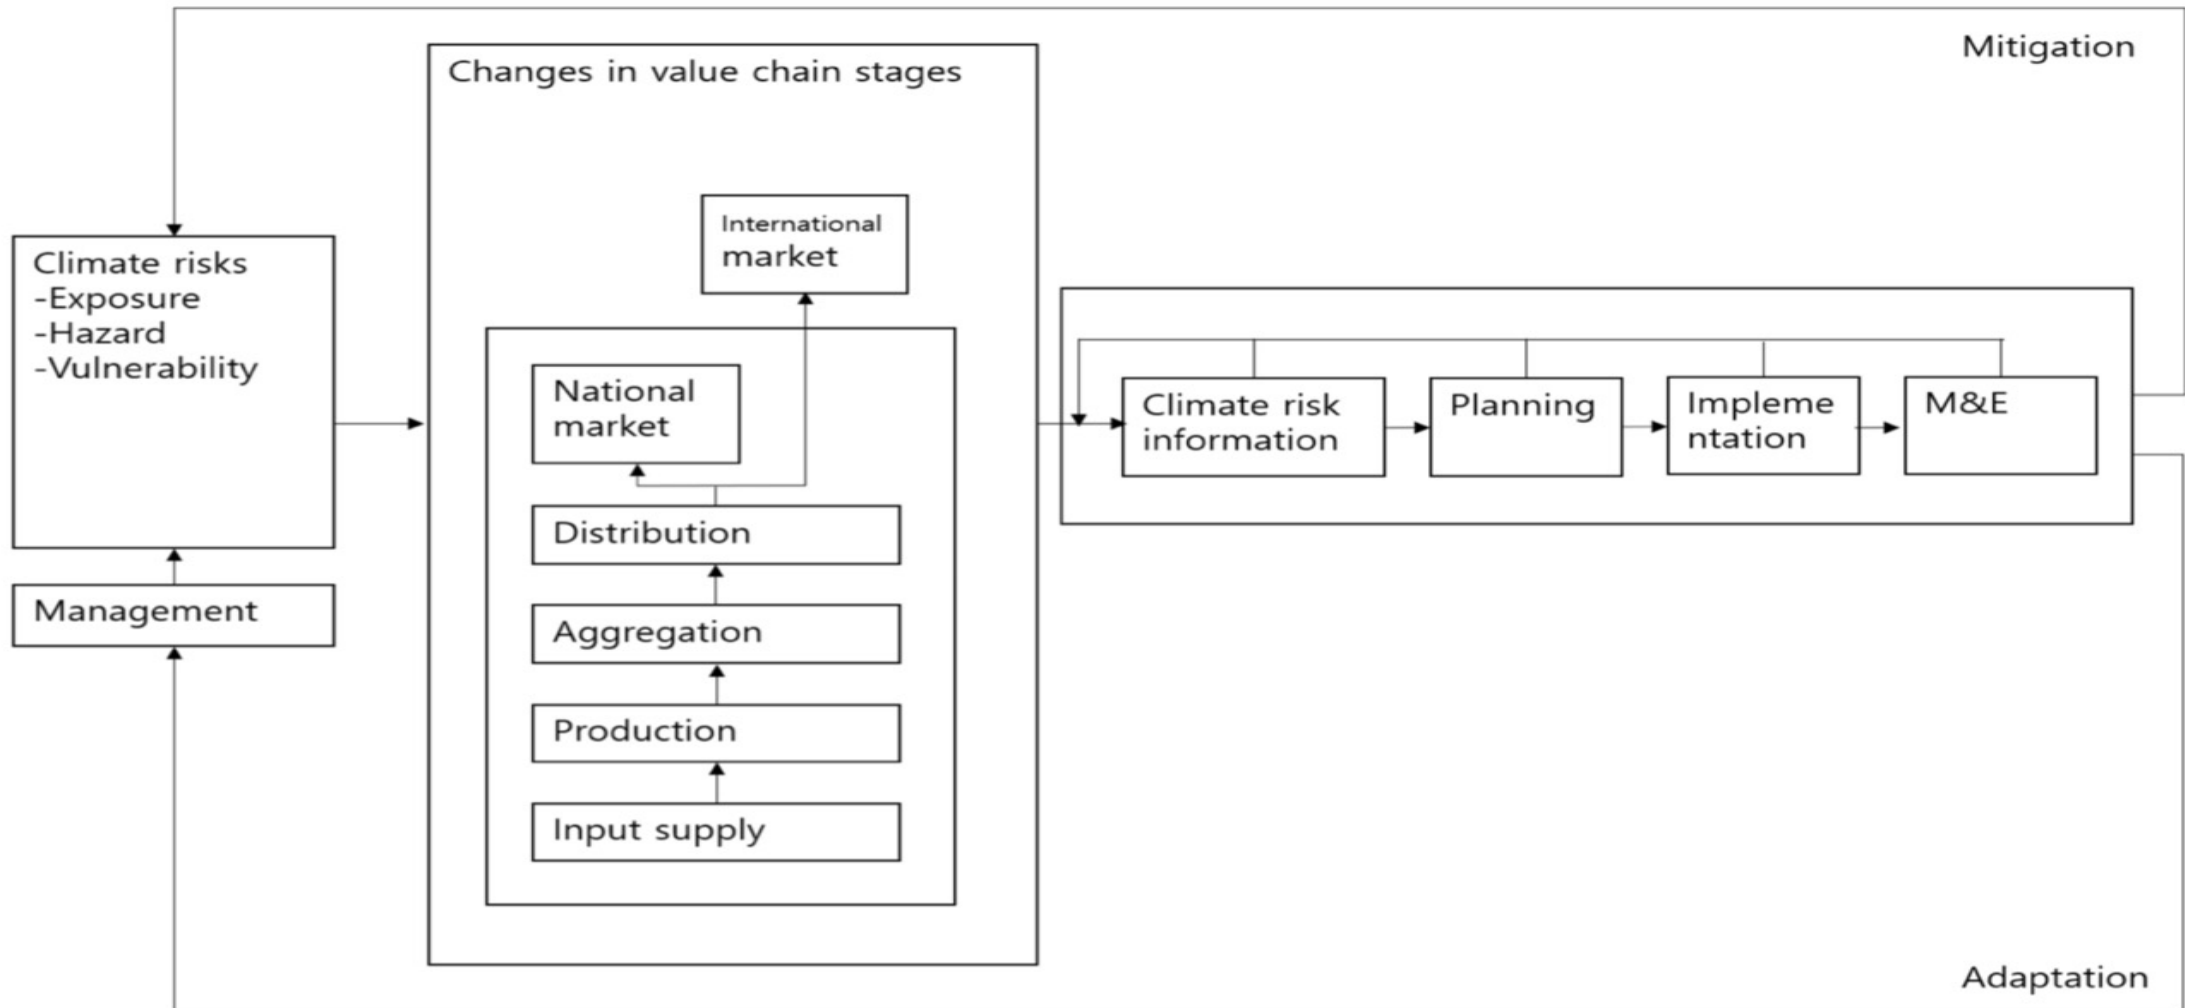 Mitigation
Changes in value chain stages
International
market
Climate risks
-Exposure
-Hazard
-Vulnerability
National
market
Climate risk
information
Planning
Impleme
ntation
M&E
Distribution
Management
Aggregation
Production
Input supply
Adaptation